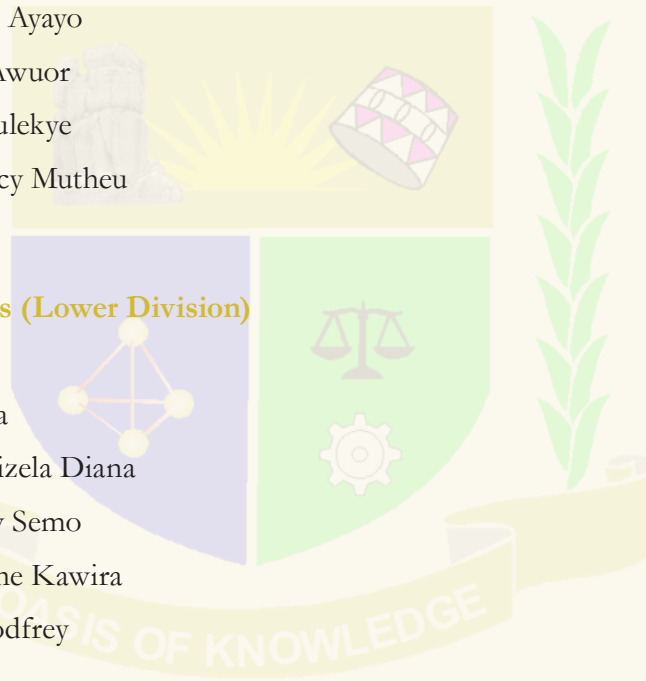 Ayayo
Awuor
ulekye
cy Mutheu
s (Lower Division)
a
izela Diana
y Semo
ne Kawira
odfrey
OASIS OF KNOWLEDGE